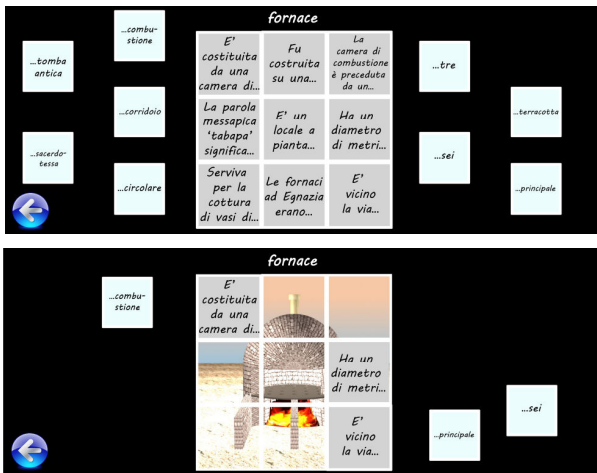 fornace
...combu-
stione
...tomba
antica
...corridoio
...sacerdo-
tessa
...circolare
E'
costituita
da una
camera di...
Fu
costruita
su una...
La
camera di
combustione
è preceduta
da un...
La parola
messapica
'tabapa'
significa...
E' un
locale a
pianta...
Ha un
diametro
di metri...
Serviva
per la
cottura
di vasi di...
Le fornaci
ad Egnazia
erano...
E'
vicino
la via...
...tre
...terracotta
...sei
...principale
fornace
...combu-
stione
E'
costituita
da una
camera di...
Ha un
diametro
di metri...
E'
vicino
la via...
...sei
...principale